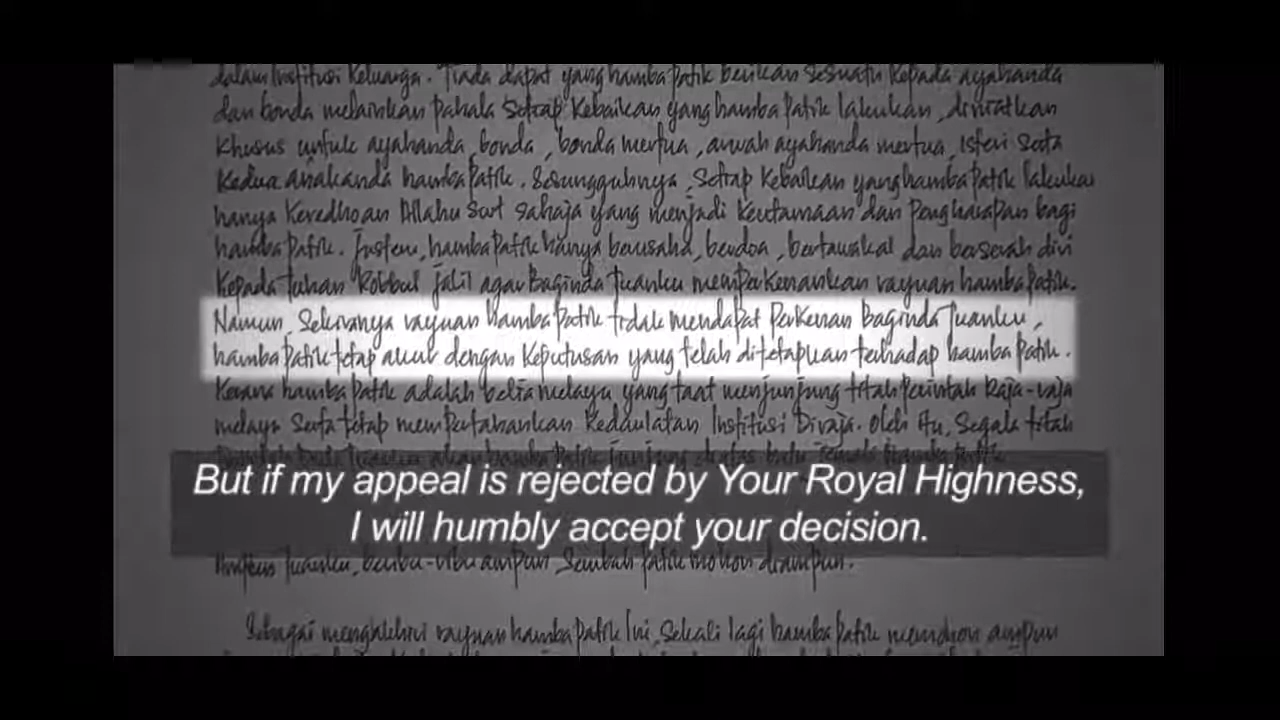 dalam Institusi Keluarga. Tiada dapat yang hamba Patik berikan sesuatu Kepada ayahanda
dan bonda melainkan Pahala Setiap Kebaikan yang hamba Patik lakukan, diniatkan
Khusus untuk ayahanda, bonda, bonda mertua, arwah ayahanda mertua, Isteri Serta
Kedua anakanda hamba Patik. Sesungguhnya, Setiap Kebaikan yang hamba Patik lakukan
hanya Keredhoan Allahu Swt Sahaja yang menjadi Keutamaan dan Pengharapan bagi
hamba Patik. Justeru, hamba Patik hanya berusaha, berdoa, bertawakal dan berserah diri
Kepada tuhan Robbul Jalil agar Baginda Tuanku memperkenankan rayuan hamba Patik.
Namun, Sekiranya rayuan hamba Patik tidak mendapat Perkenan Baginda Tuanku,
hamba Patik tetap akur dengan Keputusan yang telah ditetapkan terhadap hamba Patik.
Kerana hamba Patik adalah belia melayu yang taat menjunjung titah Perintah Raja-raja
melayu Serta tetap mempertahankan Kedaulatan Institusi Diraja. Oleh Itu, Segala titah
But if my appeal is rejected by Your Royal Highness,
I will humbly accept your decision.
Tuanku, beribu-ribu ampun Sembah Patik mohon diampun.
Sebagai mengakhiri rayuan hamba Patik Ini, Sekali lagi hamba Patik memohon ampun